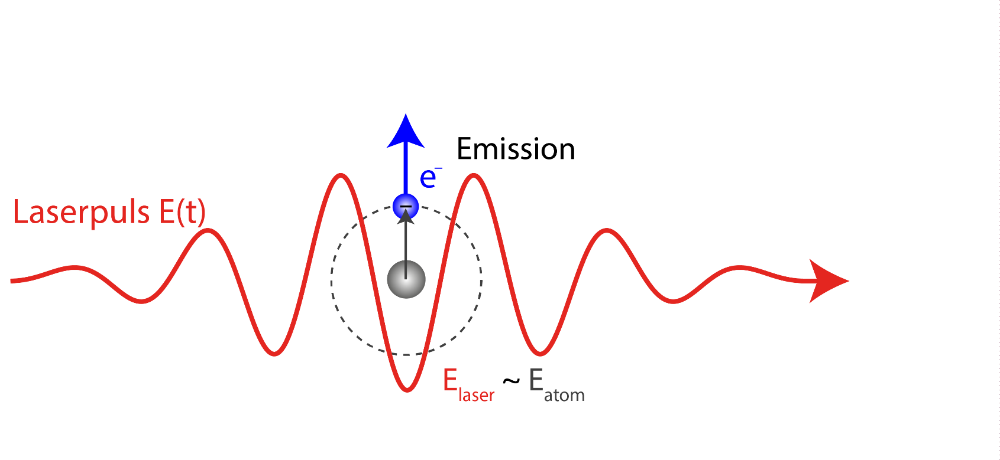 Emission
e⁻
Laserpuls E(t)
−
E_laser ~ E_atom